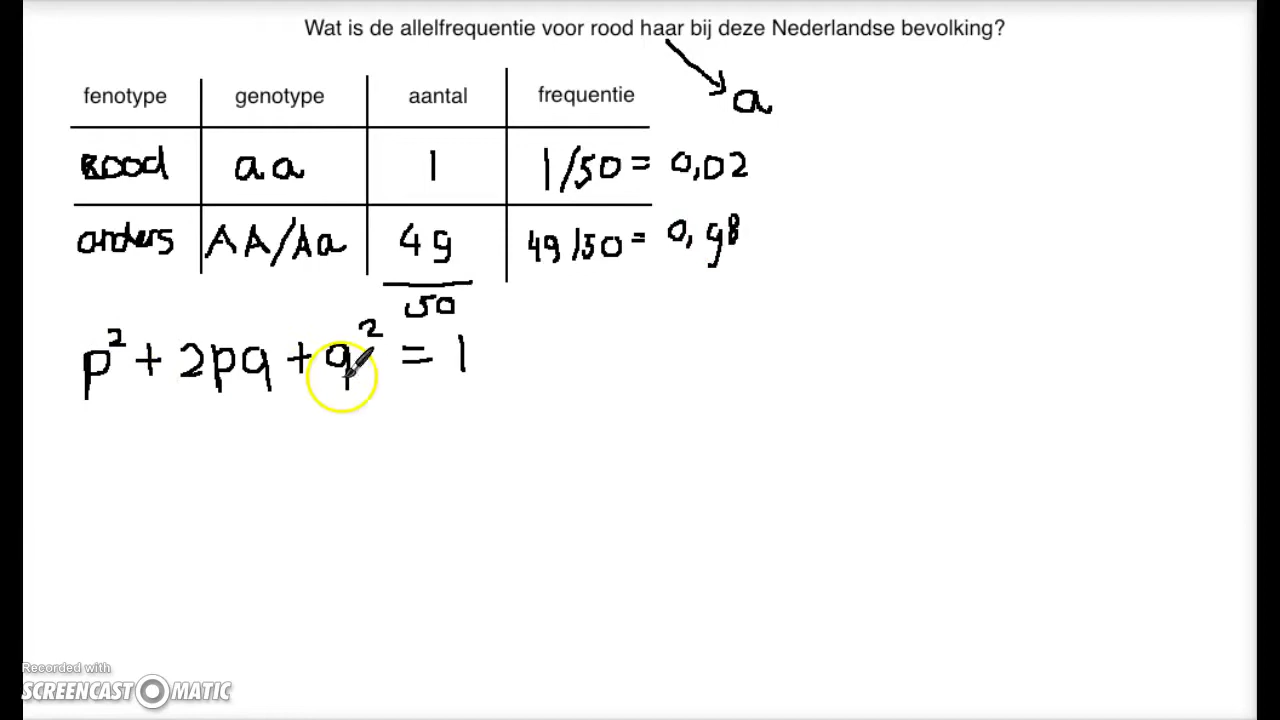 Wat is de allelfrequentie voor rood haar bij deze Nederlandse bevolking?
a
fenotype genotype aantal frequentie
rood aa 1 1/50 = 0,02
anders AA/Aa 49 49/50 = 0,98
50
p² + 2pq + q² = 1
Recorded with
SCREENCAST MATIC